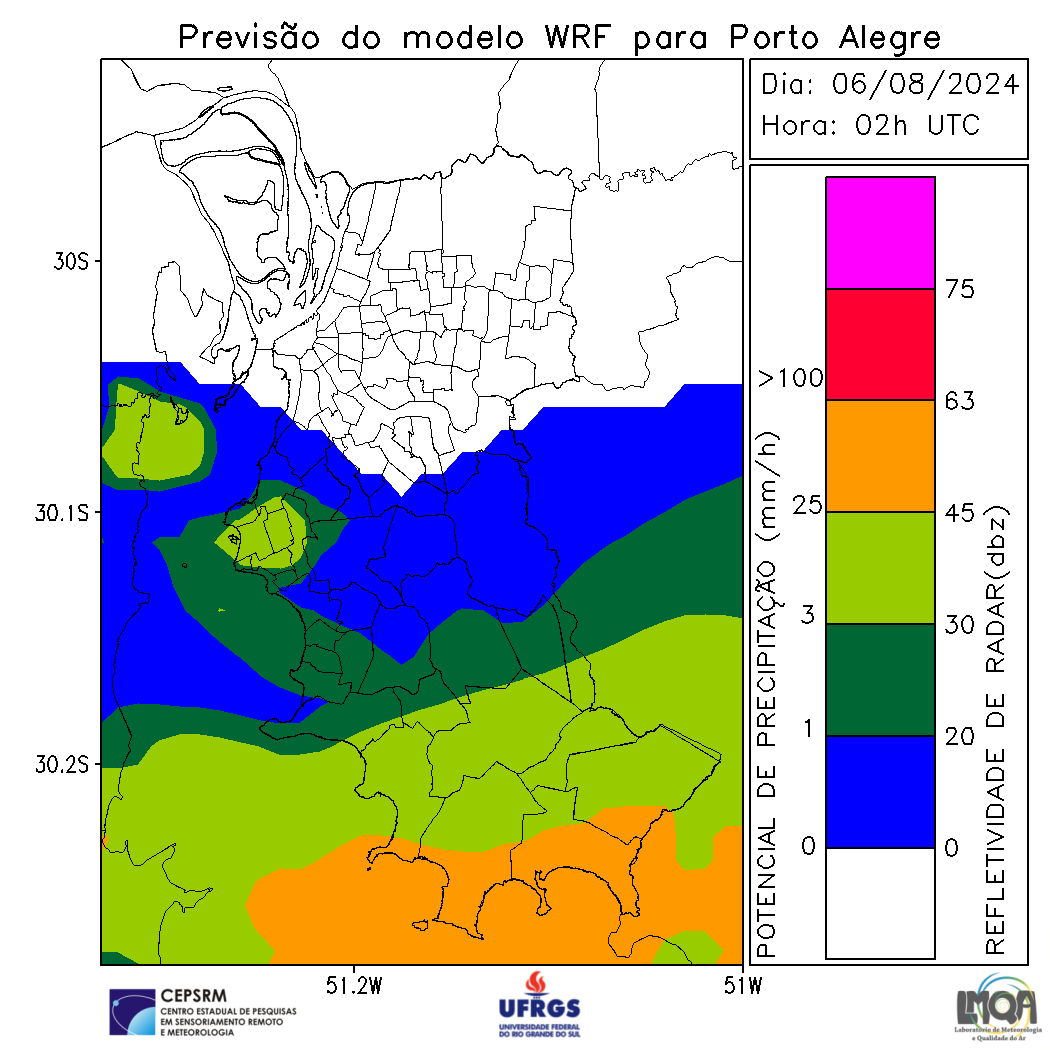 Previsão do modelo WRF para Porto Alegre
Dia: 06/08/2024
Hora: 02h UTC
30S
30.1S
30.2S
51.2W
51W
POTENCIAL DE PRECIPITAÇÃO (mm/h)
>100
25
3
1
0
75
63
45
30
20
0
REFLETIVIDADE DE RADAR(dbz)
CEPSRM
CENTRO ESTADUAL DE PESQUISAS
EM SENSORIAMENTO REMOTO
E METEOROLOGIA
UFRGS
UNIVERSIDADE FEDERAL
DO RIO GRANDE DO SUL
LMQA
Laboratório de Meteorologia
e Qualidade do Ar